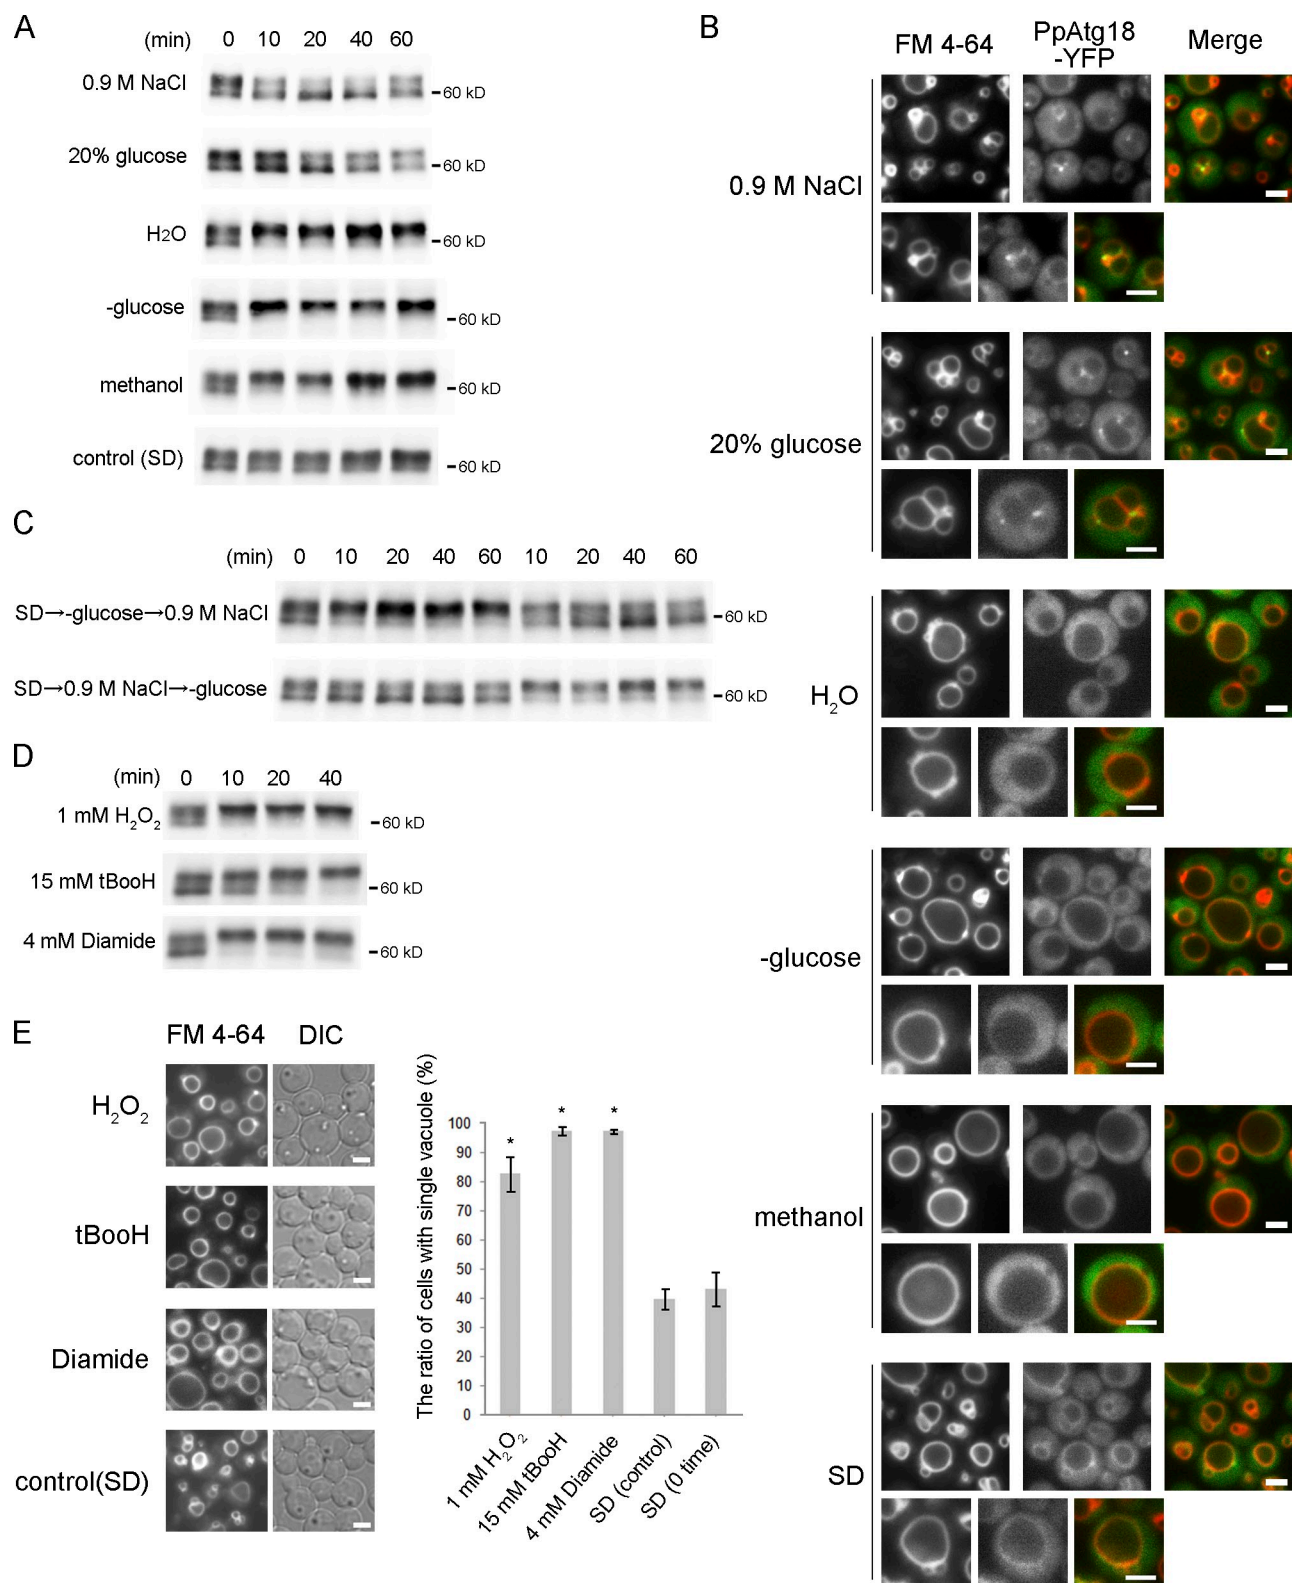 A
(min) 0 10 20 40 60
0.9 M NaCl
60 kD
20% glucose
60 kD
H2O
60 kD
-glucose
60 kD
methanol
60 kD
control (SD)
60 kD
B
FM 4-64
PpAtg18
-YFP
Merge
0.9 M NaCl
20% glucose
H₂O
-glucose
methanol
SD
C
(min) 0 10 20 40 60 10 20 40 60
SD→-glucose→0.9 M NaCl
60 kD
SD→0.9 M NaCl→-glucose
60 kD
D
(min) 0 10 20 40
1 mM H₂O₂
60 kD
15 mM tBooH
60 kD
4 mM Diamide
60 kD
E
FM 4-64 DIC
H₂O₂
tBooH
Diamide
control(SD)
The ratio of cells with single vacuole (%)
100
90
80
70
60
50
40
30
20
10
0
* * *
1 mM H₂O₂
15 mM tBooH
4 mM Diamide
SD (control)
SD (0 time)